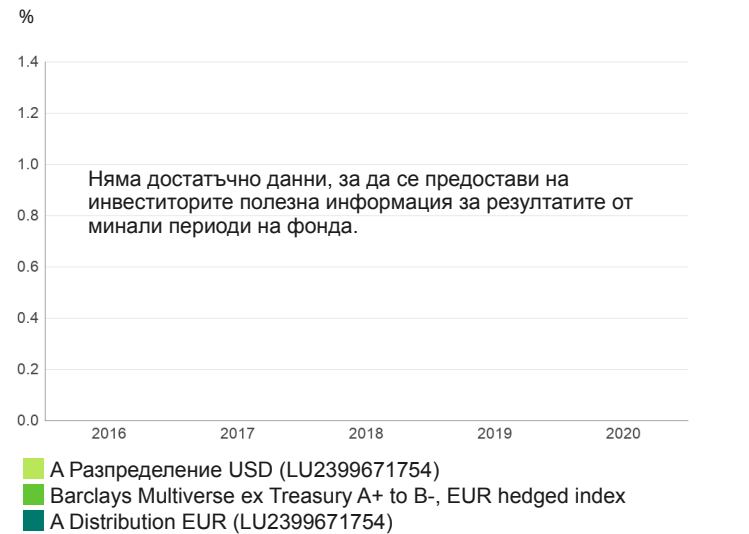 %
1.4
1.2
1.0
Няма достатъчно данни, за да се предостави на
инвеститорите полезна информация за резултатите от
0.8
минали периоди на фонда.
0.6
0.4
0.2
0.0
2016 2017 2018 2019 2020
A Разпределение USD (LU2399671754)
Barclays Multiverse ex Treasury A+ to B-, EUR hedged index
A Distribution EUR (LU2399671754)